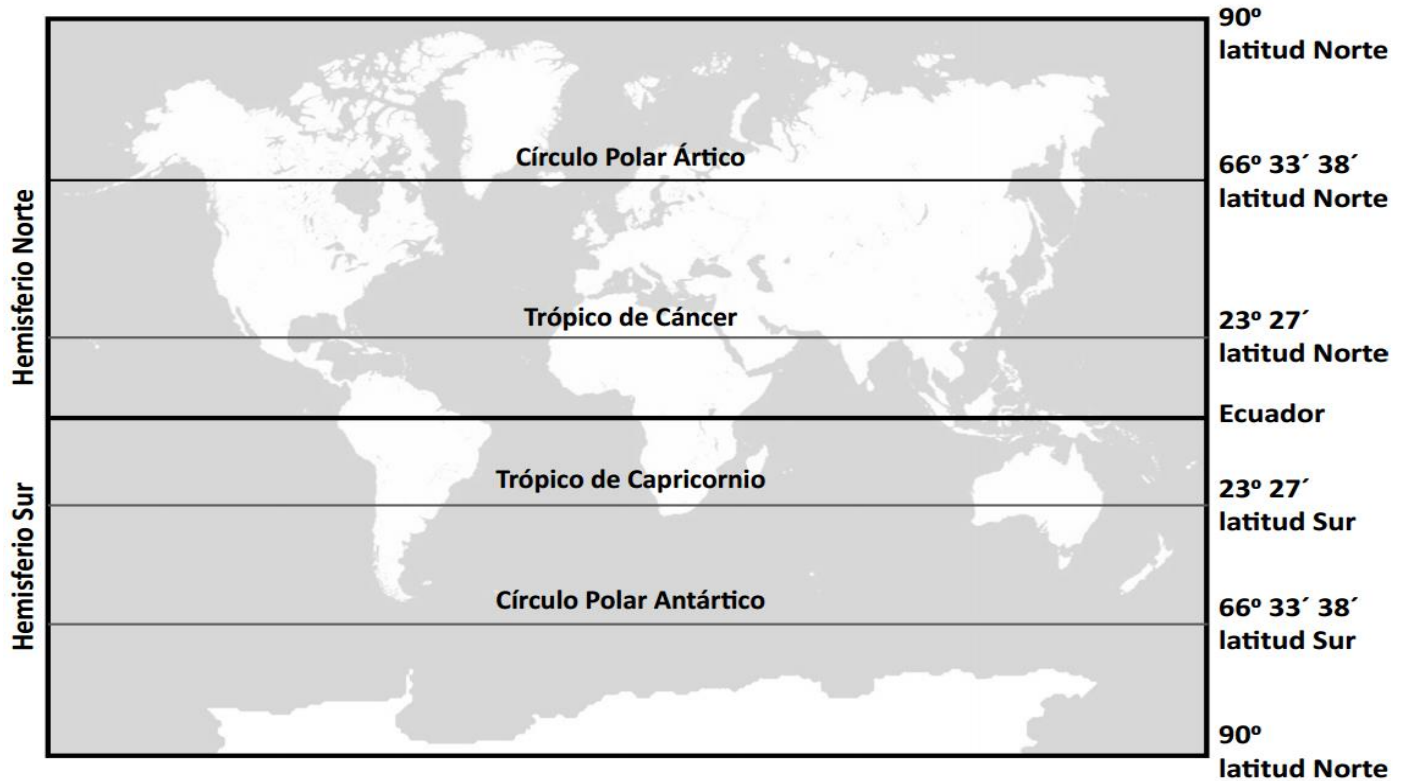 90º
latitud Norte
Círculo Polar Ártico
66º 33´ 38´
latitud Norte
Hemisferio Norte
Trópico de Cáncer
23º 27´
latitud Norte
Ecuador
Trópico de Capricornio
23º 27´
latitud Sur
Hemisferio Sur
Círculo Polar Antártico
66º 33´ 38´
latitud Sur
90º
latitud Norte